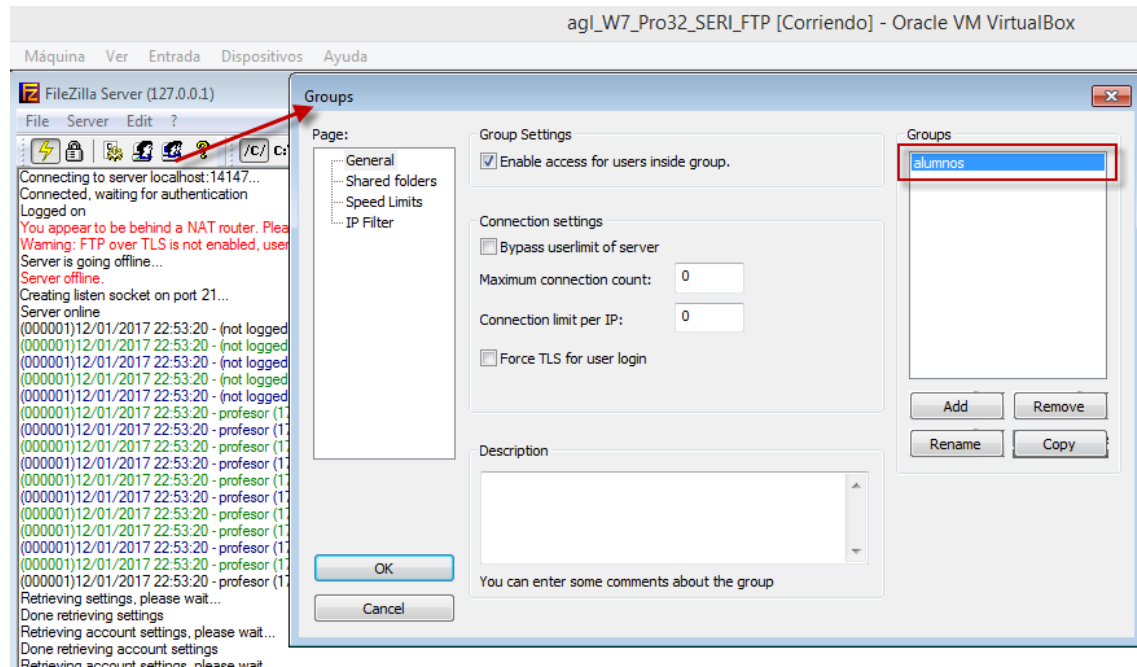 agl_W7_Pro32_SERI_FTP [Corriendo] - Oracle VM VirtualBox
Máquina Ver Entrada Dispositivos Ayuda
FileZilla Server (127.0.0.1)
File Server Edit ?
/C/ C:
Connecting to server localhost:14147...
Connected, waiting for authentication
Logged on
You appear to be behind a NAT router. Plea
Warning: FTP over TLS is not enabled, user
Server is going offline...
Server offline.
Creating listen socket on port 21...
Server online
(000001)12/01/2017 22:53:20 - (not logged
(000001)12/01/2017 22:53:20 - (not logged
(000001)12/01/2017 22:53:20 - (not logged
(000001)12/01/2017 22:53:20 - (not logged
(000001)12/01/2017 22:53:20 - (not logged
(000001)12/01/2017 22:53:20 - profesor (17
(000001)12/01/2017 22:53:20 - profesor (17
(000001)12/01/2017 22:53:20 - profesor (17
(000001)12/01/2017 22:53:20 - profesor (17
(000001)12/01/2017 22:53:20 - profesor (17
(000001)12/01/2017 22:53:20 - profesor (17
(000001)12/01/2017 22:53:20 - profesor (17
(000001)12/01/2017 22:53:20 - profesor (17
(000001)12/01/2017 22:53:20 - profesor (17
(000001)12/01/2017 22:53:20 - profesor (17
(000001)12/01/2017 22:53:20 - profesor (17
Retrieving settings, please wait...
Done retrieving settings
Retrieving account settings, please wait...
Done retrieving account settings
Retrieving account settings, please wait
Groups
Page:
General
Shared folders
Speed Limits
IP Filter
OK
Cancel
Group Settings
Enable access for users inside group.
Connection settings
Bypass userlimit of server
Maximum connection count: 0
Connection limit per IP: 0
Force TLS for user login
Description
You can enter some comments about the group
Groups
alumnos
Add Remove
Rename Copy